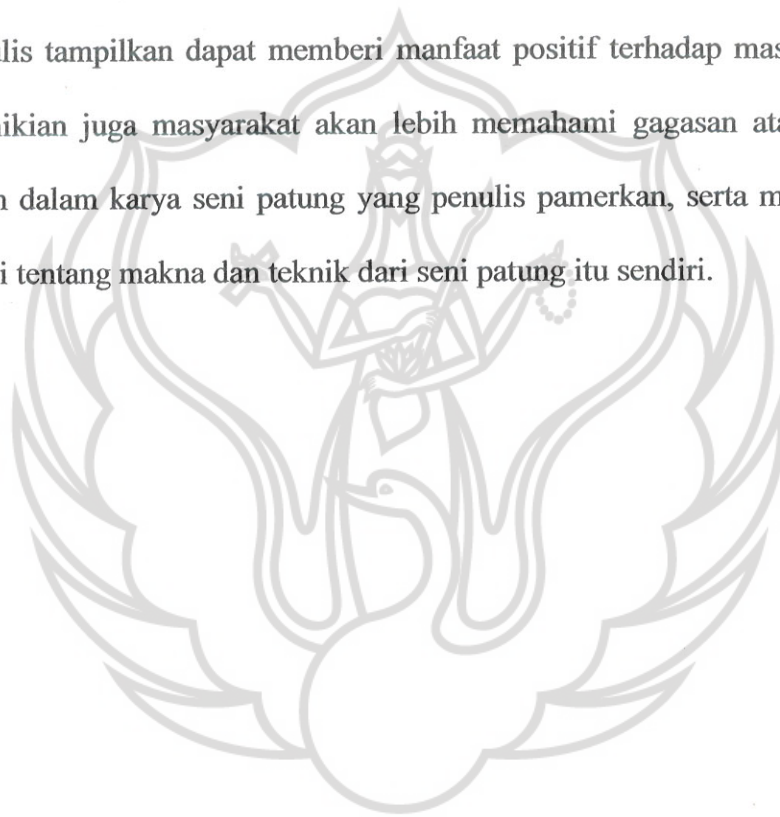 lis tampilkan dapat memberi manfaat positif terhadap mas
ikian juga masyarakat akan lebih memahami gagasan ata
n dalam karya seni patung yang penulis pamerkan, serta m
i tentang makna dan teknik dari seni patung itu sendiri.